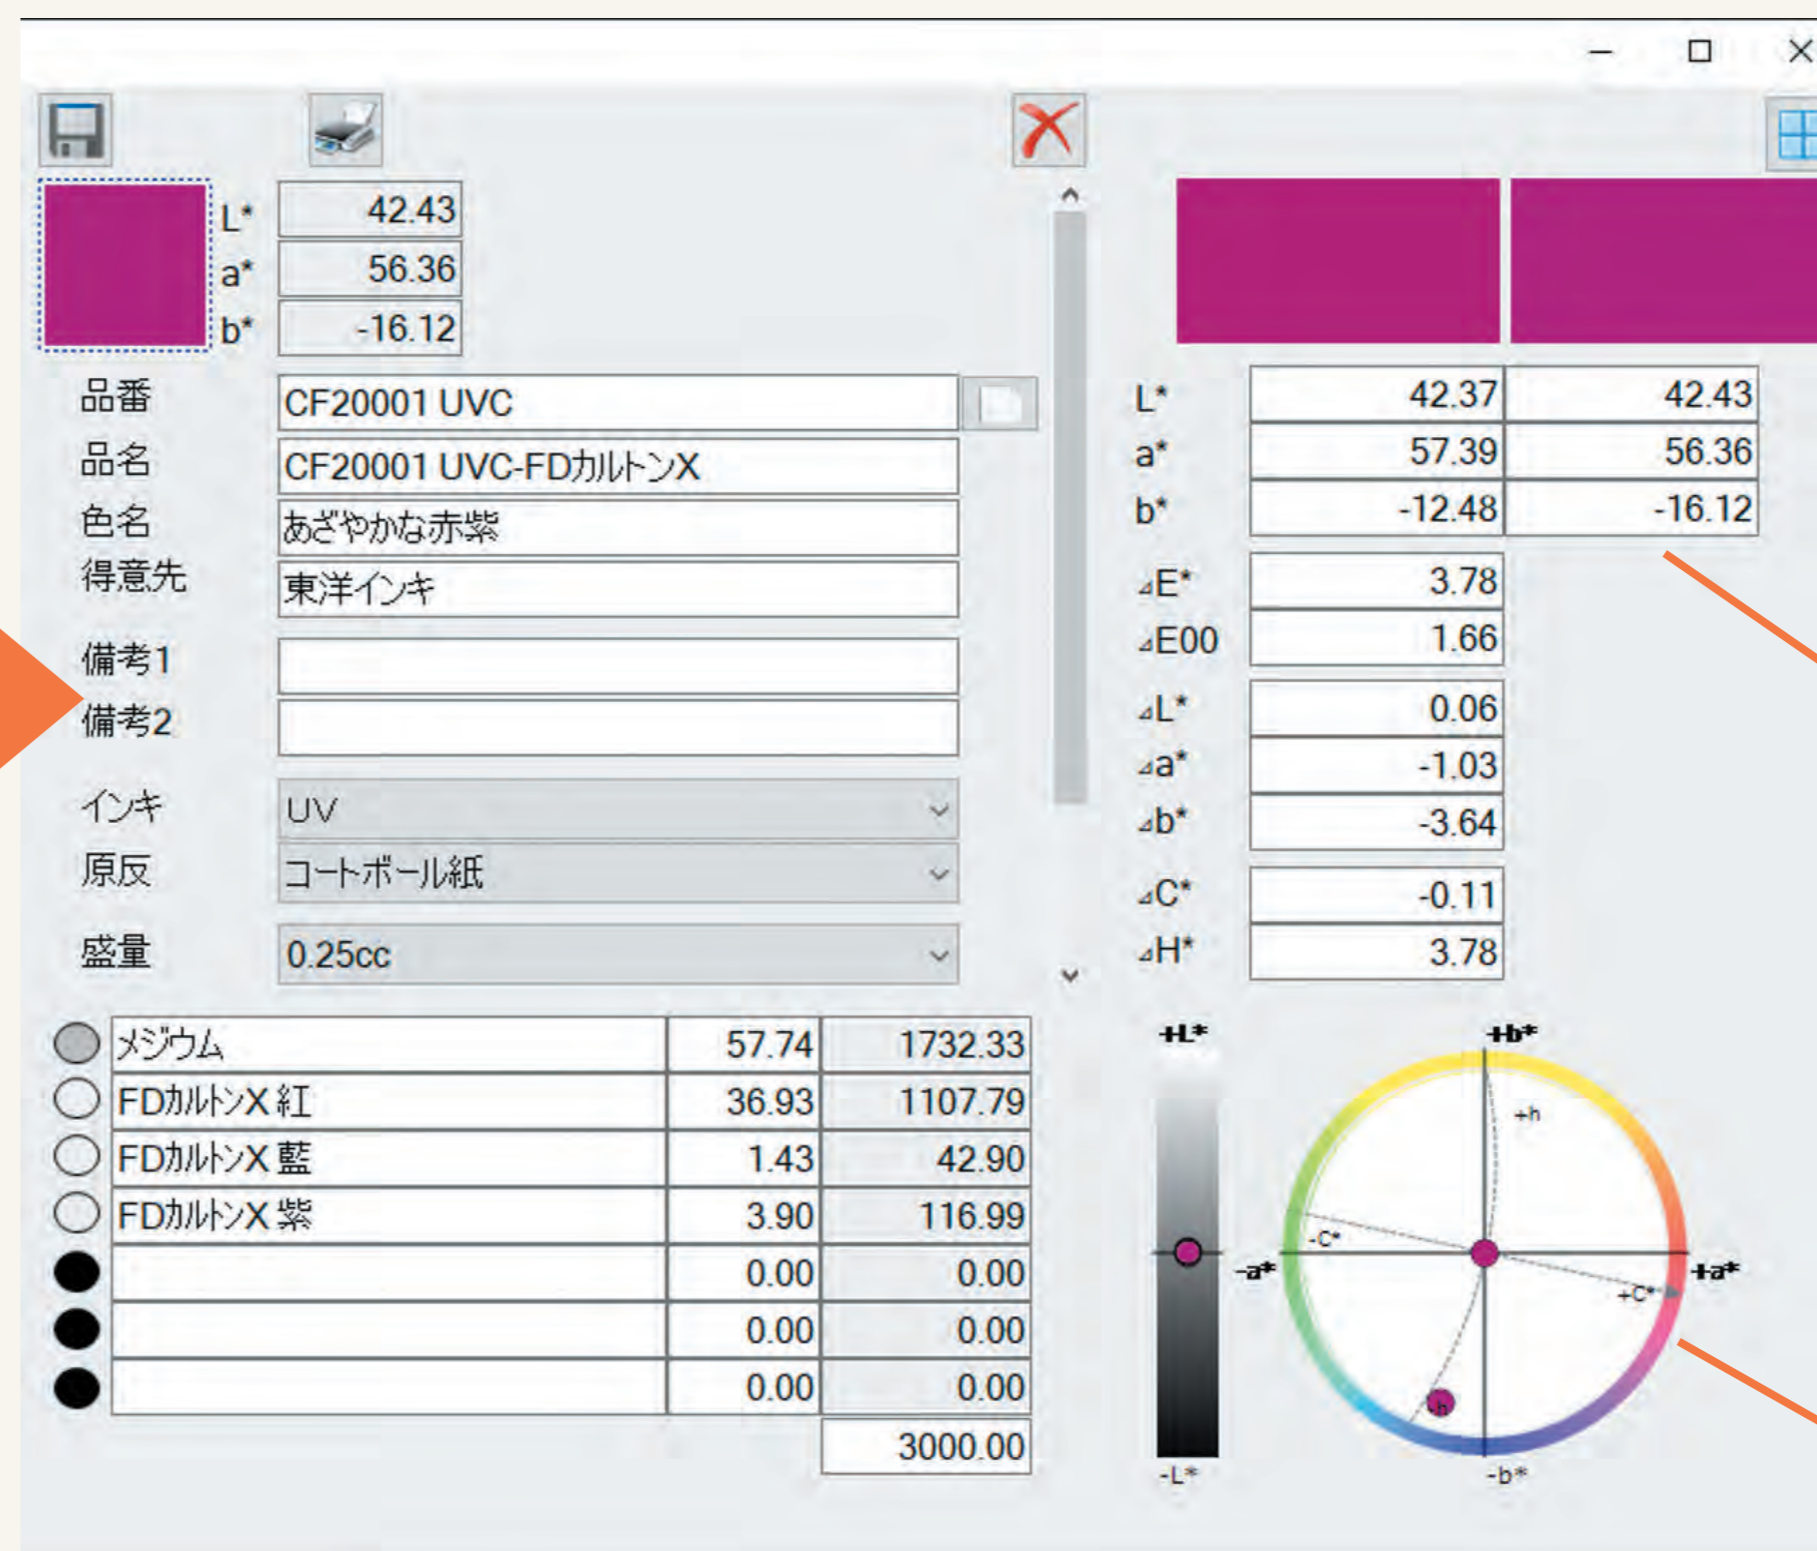 L* 42.43
a* 56.36
b* -16.12
品番 CF20001 UVC
品名 CF20001 UVC-FDカルトンX
色名 あざやかな赤紫
得意先 東洋インキ
備考1
備考2
インキ UV
原反 コートボール紙
盛量 0.25cc
メジウム 57.74 1732.33
FDカルトンX 紅 36.93 1107.79
FDカルトンX 藍 1.43 42.90
FDカルトンX 紫 3.90 116.99
0.00 0.00
0.00 0.00
0.00 0.00
3000.00
L* 42.37 42.43
a* 57.39 56.36
b* -12.48 -16.12
⊿E* 3.78
⊿E00 1.66
⊿L* 0.06
⊿a* -1.03
⊿b* -3.64
⊿C* -0.11
⊿H* 3.78
+L*
-L*
+b*
+h
-C*
-a*
+a*
+C*
-h
-b*